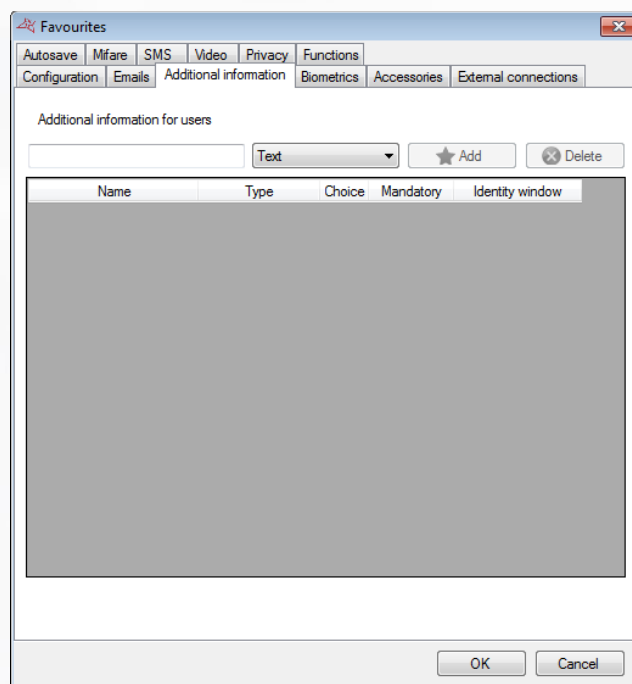 Favourites
Autosave Mifare SMS Video Privacy Functions
Configuration Emails Additional information Biometrics Accessories External connections
Additional information for users
Text Add Delete
Name Type Choice Mandatory Identity window
OK Cancel